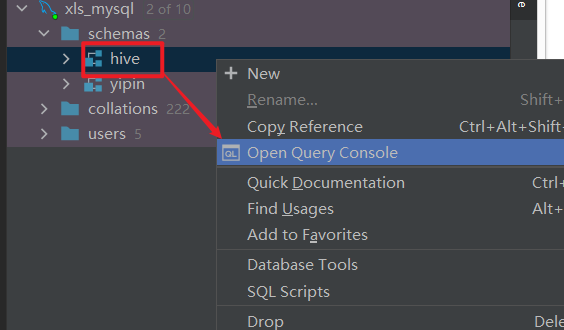 xls_mysql 2 of 10
schemas 2
hive
yipin
collations 222
users 5
New
Rename... Shift+
Copy Reference Ctrl+Alt+Shift-
QL Open Query Console
Quick Documentation Ctrl+
Find Usages Alt+
Add to Favorites
Database Tools
SQL Scripts
Drop Dele
e